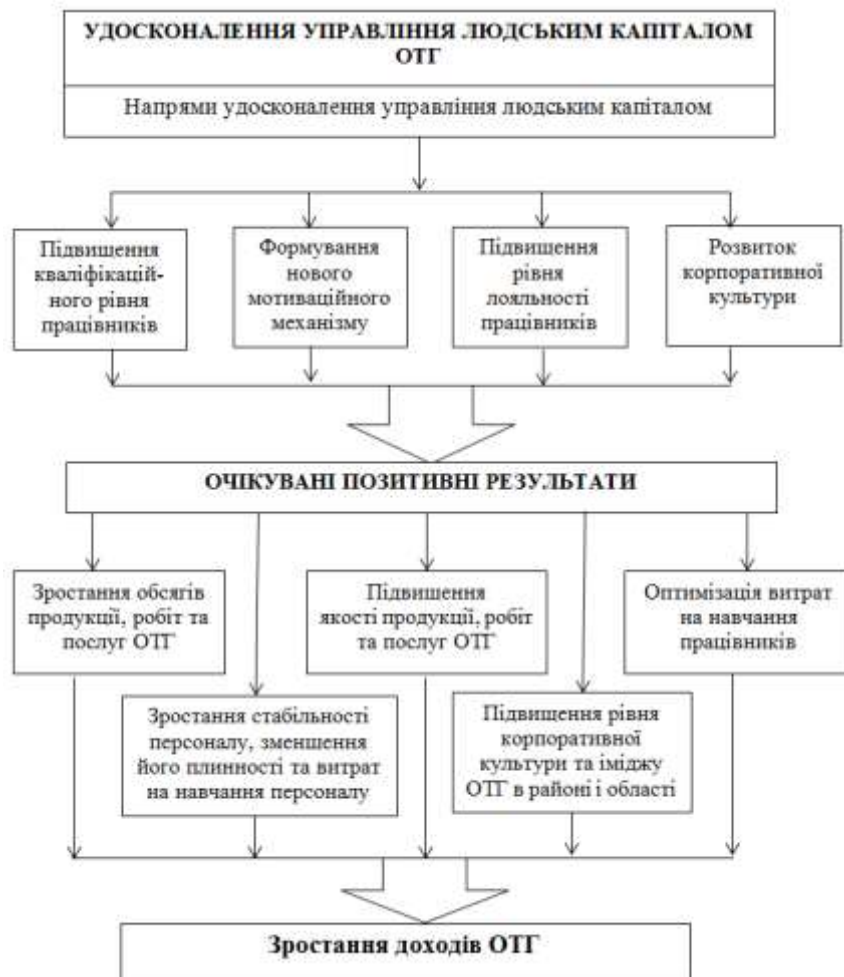 УДОСКОНАЛЕННЯ УПРАВЛІННЯ ЛЮДСЬКИМ КАПІТАЛОМ
ОТГ
Напрями удосконалення управління людським капіталом
Підвищення
кваліфікацій-
ного рівня
працівників
Формування
нового
мотиваційного
механізму
Підвищення
рівня
лояльності
працівників
Розвиток
корпоративної
культури
ОЧІКУВАНІ ПОЗИТИВНІ РЕЗУЛЬТАТИ
Зростання обсягів
продукції, робіт та
послуг ОТГ
Підвищення
якості продукції, робіт
та послуг ОТГ
Оптимізація витрат
на навчання
працівників
Зростання стабільності
персоналу, зменшення
його плинності та витрат
на навчання персоналу
Підвищення рівня
корпоративної
культури та іміджу
ОТГ в районі і області
Зростання доходів ОТГ